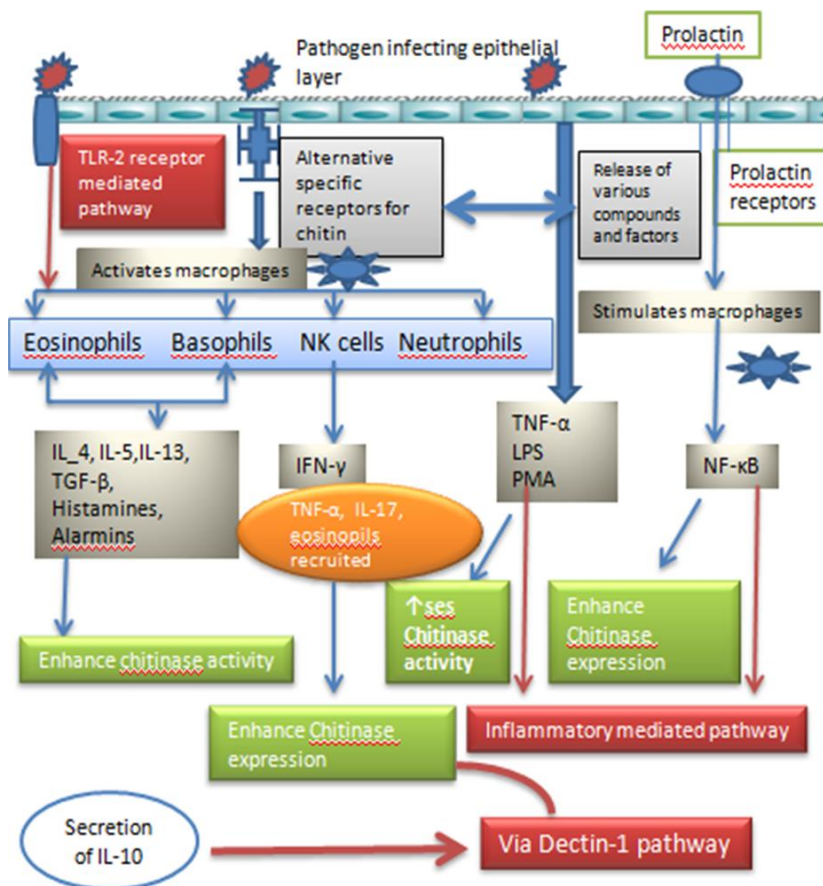 Pathogen infecting epithelial
layer
Prolactin
TLR-2 receptor
mediated
pathway
Alternative
specific
receptors for
chitin
Release of
various
compounds
and factors
Prolactin
receptors
Activates macrophages
Stimulates macrophages
Eosinophils Basophils NK cells Neutrophils
IL_4, IL-5,IL-13,
TGF-β,
Histamines,
Alarmins
IFN-γ
TNF-α
LPS
PMA
NF-κB
TNF-α, IL-17,
eosinopils
recruited
↑ses
Chitinase
activity
Enhance
Chitinase
expression
Enhance chitinase activity
Enhance Chitinase
expression
Inflammatory mediated pathway
Secretion
of IL-10
Via Dectin-1 pathway